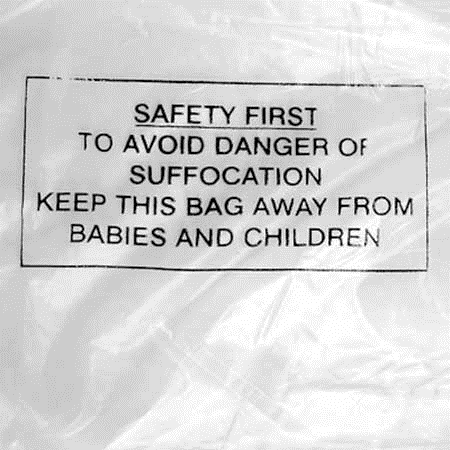 SAFETY FIRST
TO AVOID DANGER OF
SUFFOCATION
KEEP THIS BAG AWAY FROM
BABIES AND CHILDREN